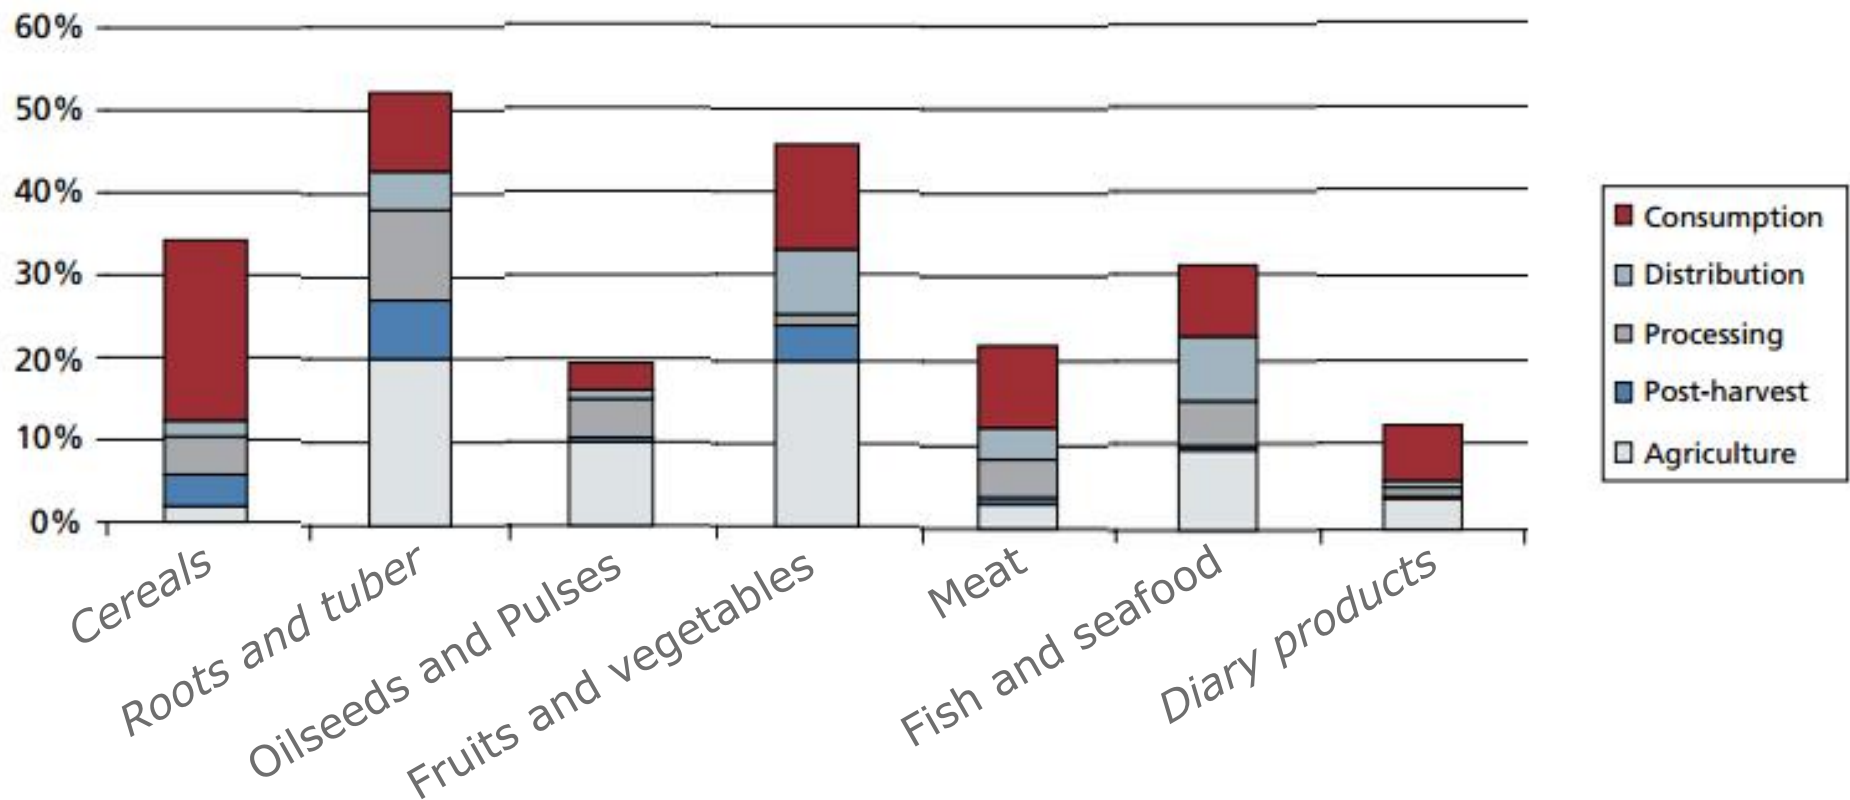 60%
50%
40%
30%
20%
10%
0%
Cereals
Roots and tuber
Oilseeds and Pulses
Fruits and vegetables
Meat
Fish and seafood
Diary products
Consumption
Distribution
Processing
Post-harvest
Agriculture